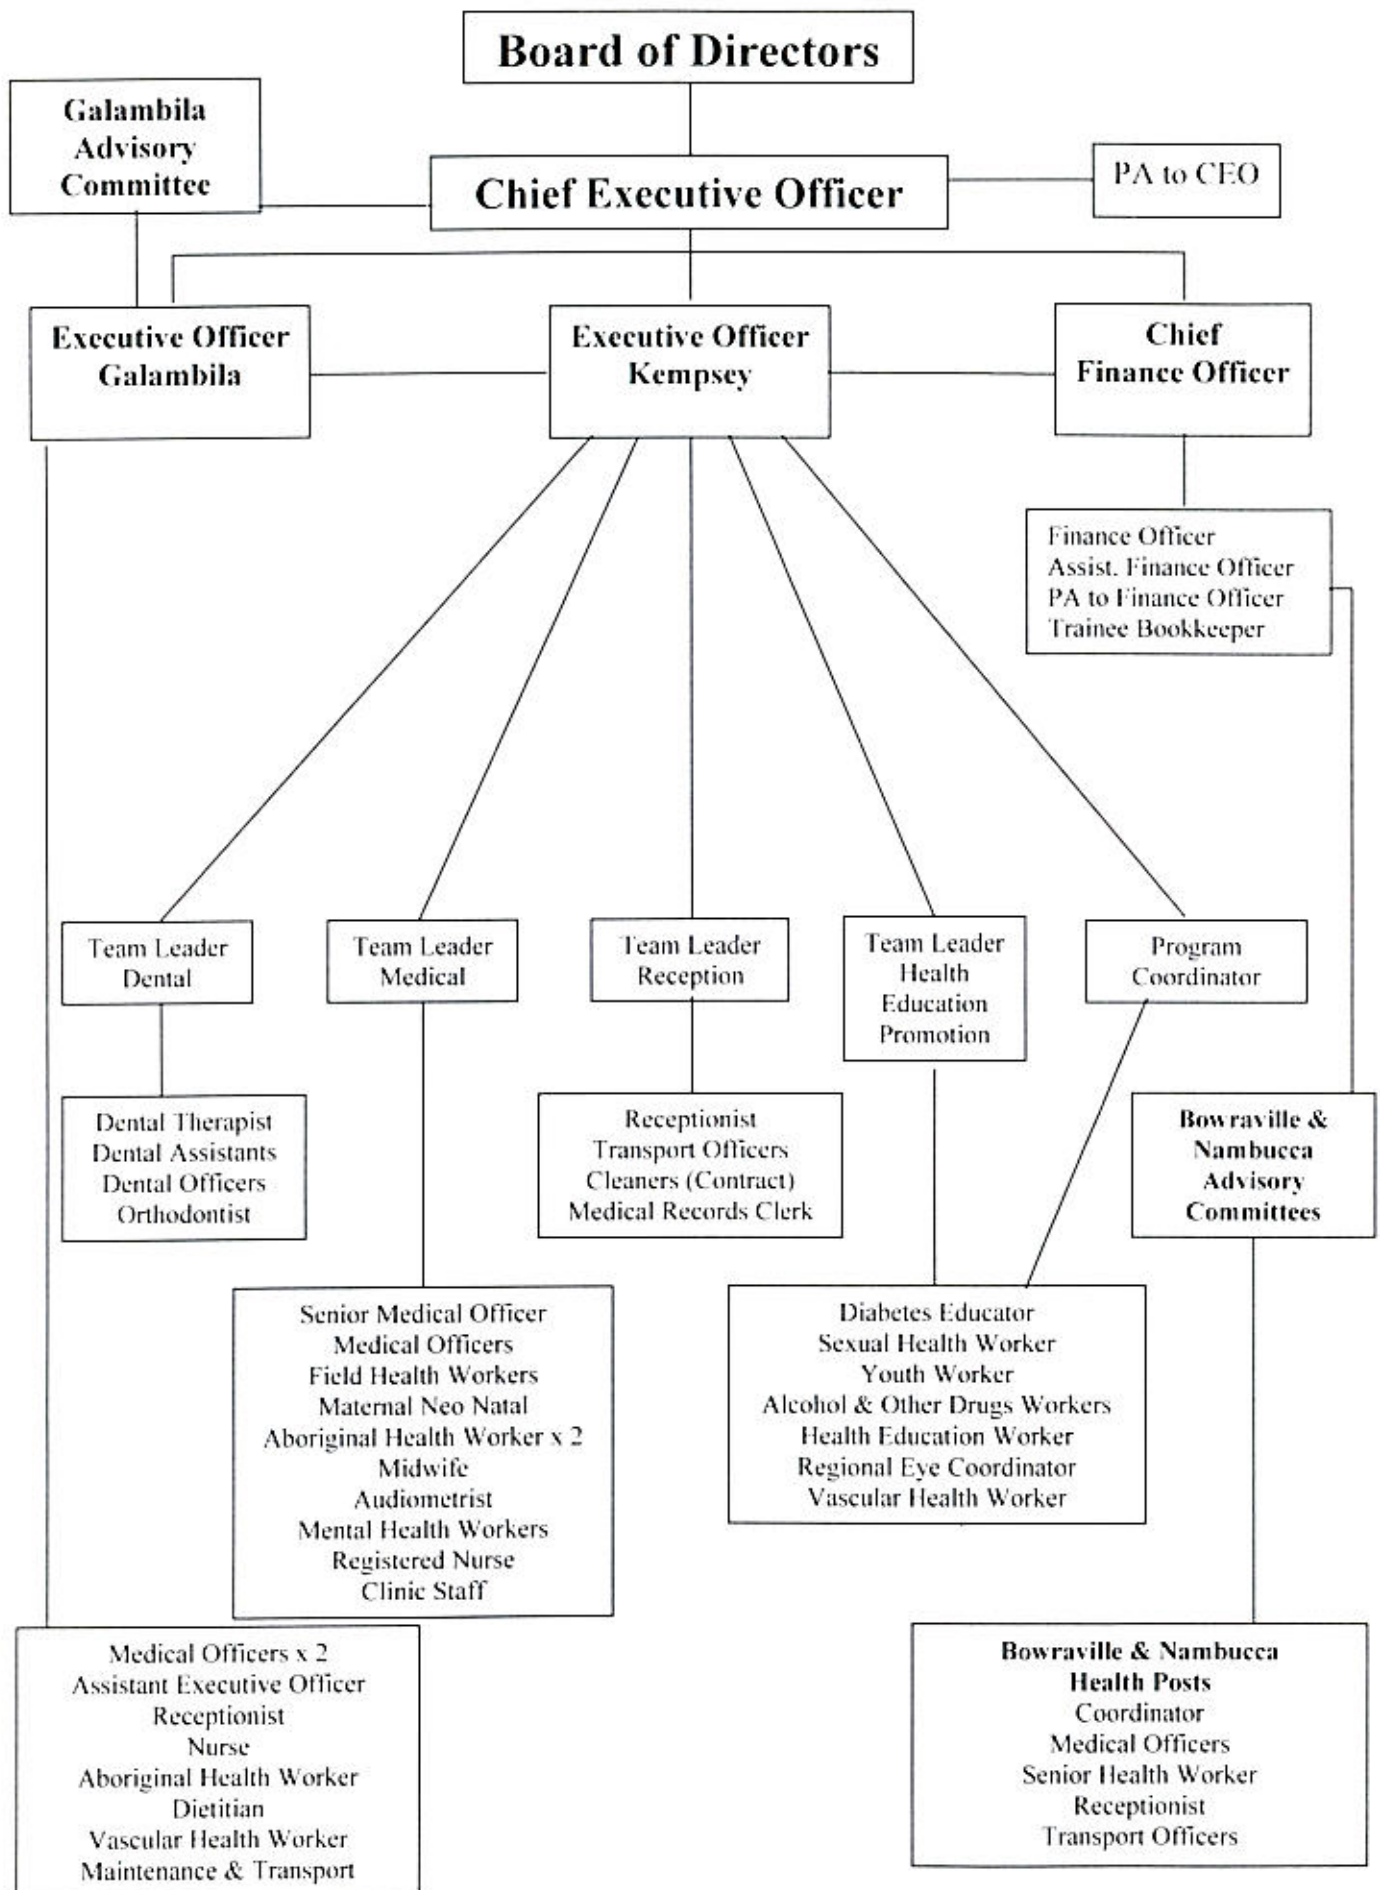 Board of Directors
Galambila
Advisory
Committee
Chief Executive Officer
PA to CEO
Executive Officer
Galambila
Executive Officer
Kempsey
Chief
Finance Officer
Finance Officer
Assist. Finance Officer
PA to Finance Officer
Trainee Bookkeeper
Team Leader
Dental
Team Leader
Medical
Team Leader
Reception
Team Leader
Health
Education
Promotion
Program
Coordinator
Dental Therapist
Dental Assistants
Dental Officers
Orthodontist
Receptionist
Transport Officers
Cleaners (Contract)
Medical Records Clerk
Bowraville &
Nambucca
Advisory
Committees
Senior Medical Officer
Medical Officers
Field Health Workers
Maternal Neo Natal
Aboriginal Health Worker x 2
Midwife
Audiometrist
Mental Health Workers
Registered Nurse
Clinic Staff
Diabetes Educator
Sexual Health Worker
Youth Worker
Alcohol & Other Drugs Workers
Health Education Worker
Regional Eye Coordinator
Vascular Health Worker
Medical Officers x 2
Assistant Executive Officer
Receptionist
Nurse
Aboriginal Health Worker
Dietitian
Vascular Health Worker
Maintenance & Transport
Bowraville & Nambucca
Health Posts
Coordinator
Medical Officers
Senior Health Worker
Receptionist
Transport Officers